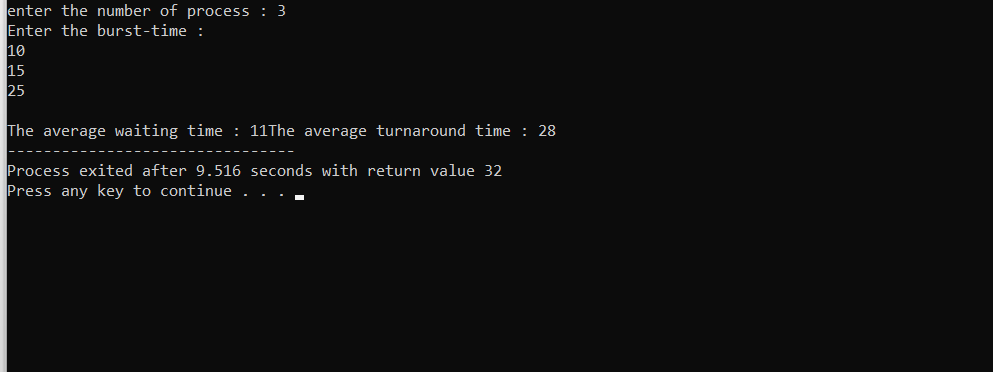 enter the number of process : 3
Enter the burst-time :
10
15
25
The average waiting time : 11The average turnaround time : 28
--------------------------------
Process exited after 9.516 seconds with return value 32
Press any key to continue . . .